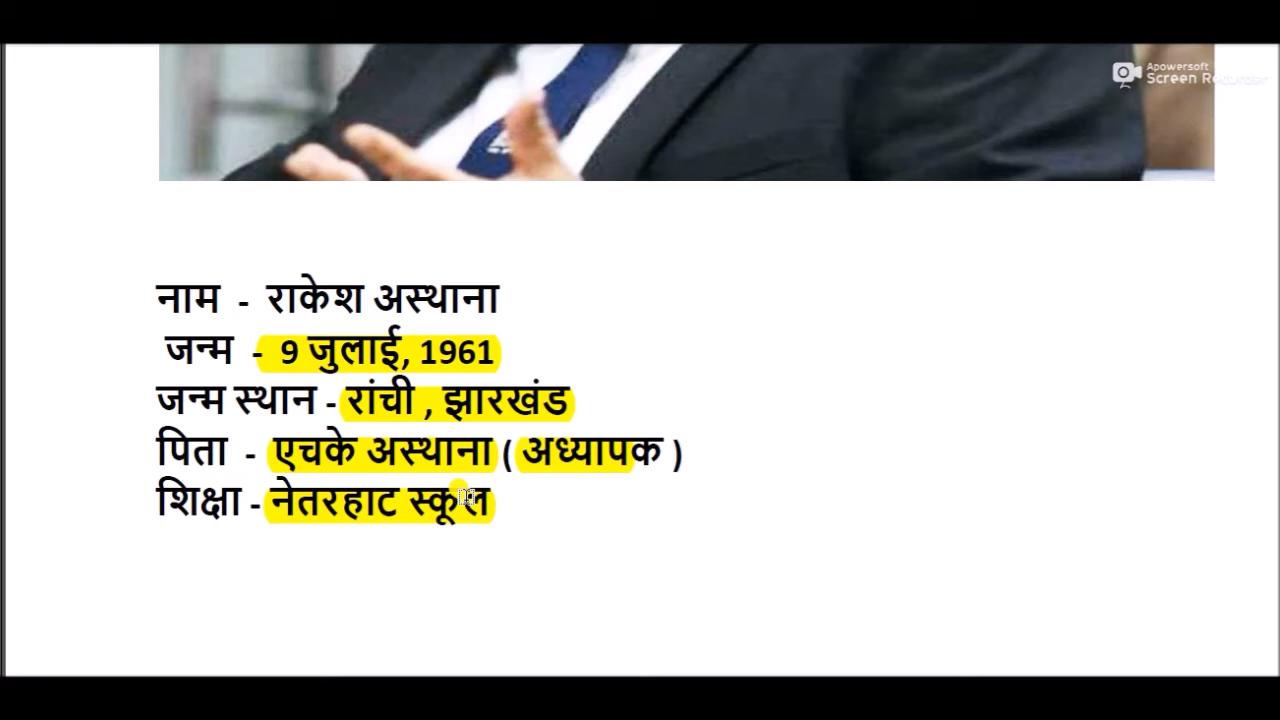 Apowersoft
Screen Recorder
नाम - राकेश अस्थाना
जन्म - 9 जुलाई, 1961
जन्म स्थान - रांची , झारखंड
पिता - एचके अस्थाना ( अध्यापक )
शिक्षा - नेतरहाट स्कूल